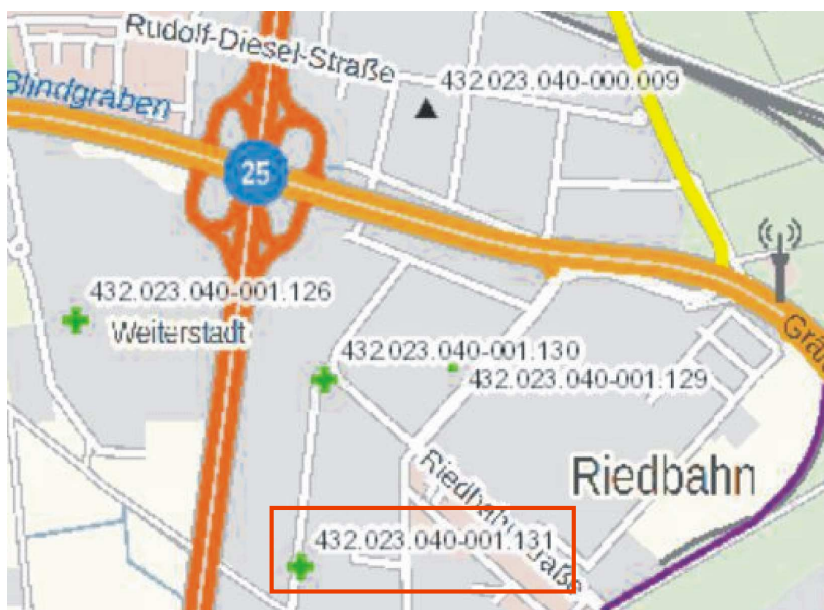 Rudolf-Diesel-Straße
432.023.040-000.009
Blindgraben
25
432.023.040-001.126
Weiterstadt
432.023.040-001.130
432.023.040-001.129
Riedbahn
Riedbahnstraße
432.023.040-001.131